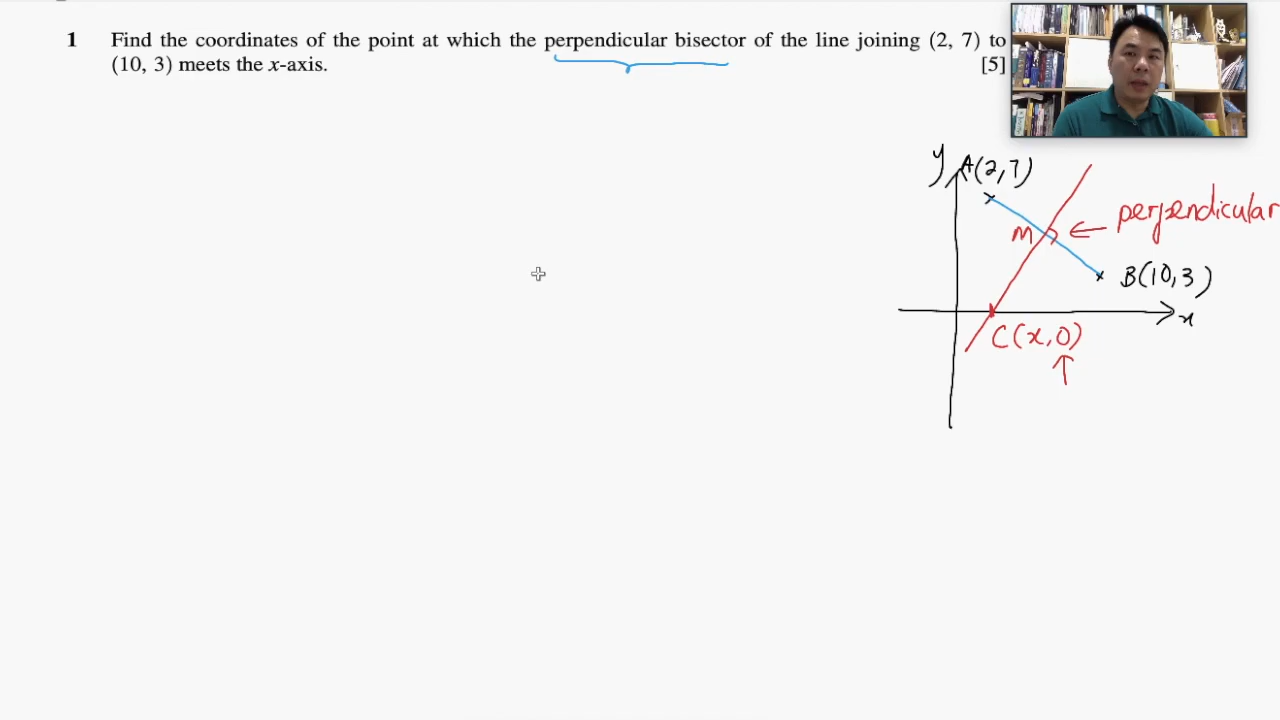 1 Find the coordinates of the point at which the perpendicular bisector of the line joining (2, 7) to
(10, 3) meets the x-axis. [5]
y A(2,7)
perpendicular
M
B(10,3)
x
C(x,0)